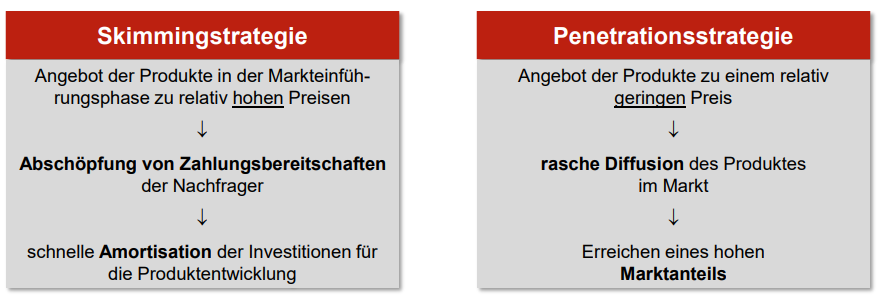 Skimmingstrategie
Angebot der Produkte in der Markteinfüh-
rungsphase zu relativ hohen Preisen
↓
Abschöpfung von Zahlungsbereitschaften
der Nachfrager
↓
schnelle Amortisation der Investitionen für
die Produktentwicklung
Penetrationsstrategie
Angebot der Produkte zu einem relativ
geringen Preis
↓
rasche Diffusion des Produktes
im Markt
↓
Erreichen eines hohen
Marktanteils